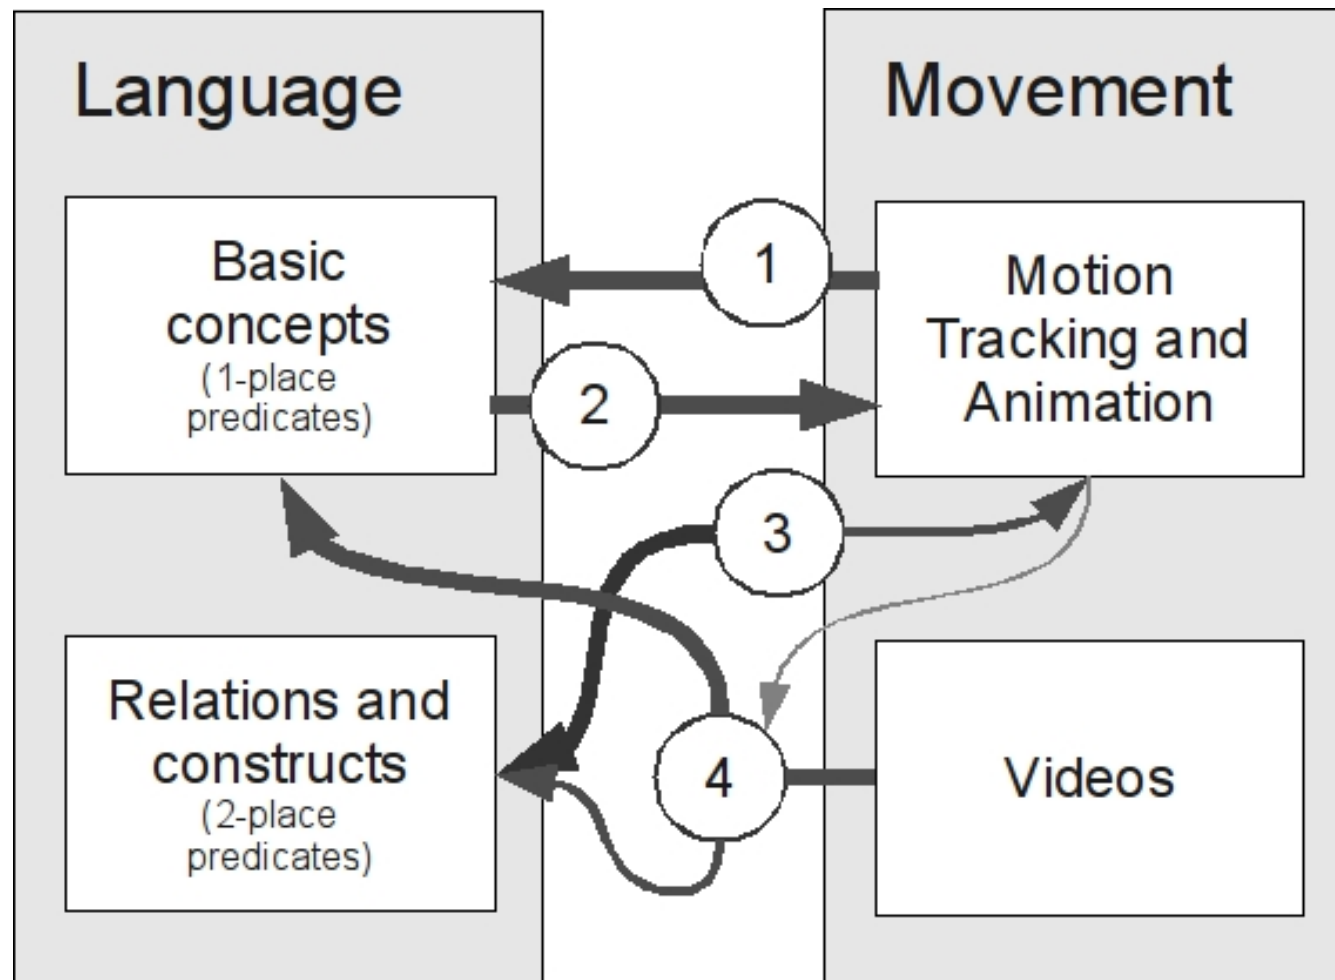 Language
Basic
concepts
(1-place
predicates)
Relations and
constructs
(2-place
predicates)
1
2
3
4
Movement
Motion
Tracking and
Animation
Videos